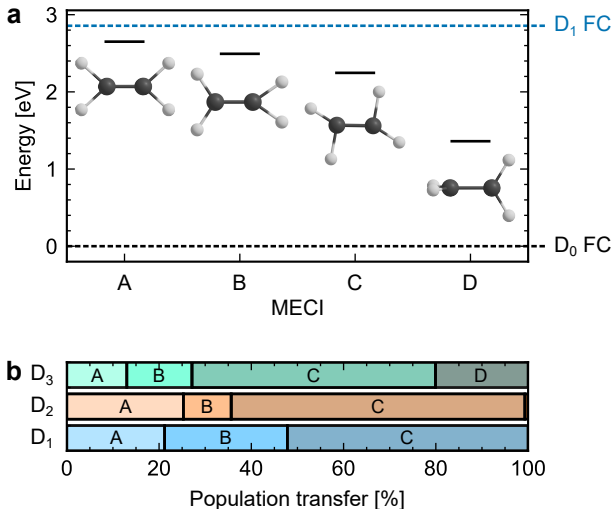 a
3
D₁ FC
2
Energy [eV]
1
0
D₀ FC
A B C D
MECI
b
D₃ A B C D
D₂ A B C
D₁ A B C
0 20 40 60 80 100
Population transfer [%]